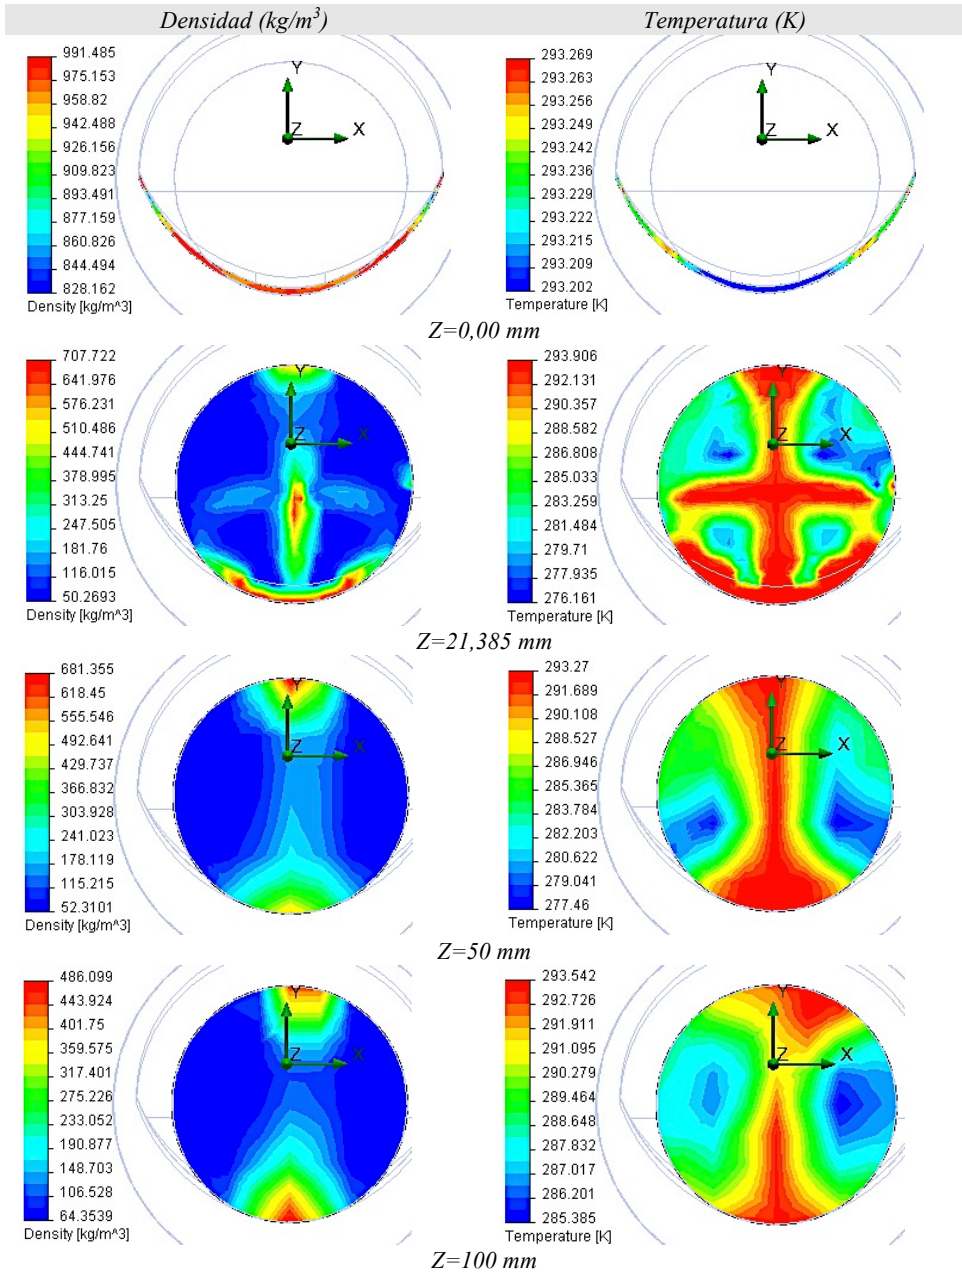 Densidad (kg/m³) Temperatura (K)
991.485
975.153
958.82
942.488
926.156
909.823
893.491
877.159
860.826
844.494
828.162
Density [kg/m^3]
Y
X
Z
293.269
293.263
293.256
293.249
293.242
293.236
293.229
293.222
293.215
293.209
293.202
Temperature [K]
Y
X
Z
Z=0,00 mm
707.722
641.976
576.231
510.486
444.741
378.995
313.25
247.505
181.76
116.015
50.2693
Density [kg/m^3]
Y
X
Z
293.906
292.131
290.357
288.582
286.808
285.033
283.259
281.484
279.71
277.935
276.161
Temperature [K]
Y
X
Z
Z=21,385 mm
681.355
618.45
555.546
492.641
429.737
366.832
303.928
241.023
178.119
115.215
52.3101
Density [kg/m^3]
Y
X
Z
293.27
291.689
290.108
288.527
286.946
285.365
283.784
282.203
280.622
279.041
277.46
Temperature [K]
Y
X
Z
Z=50 mm
486.099
443.924
401.75
359.575
317.401
275.226
233.052
190.877
148.703
106.528
64.3539
Density [kg/m^3]
Y
X
Z
293.542
292.726
291.911
291.095
290.279
289.464
288.648
287.832
287.017
286.201
285.385
Temperature [K]
Y
X
Z
Z=100 mm